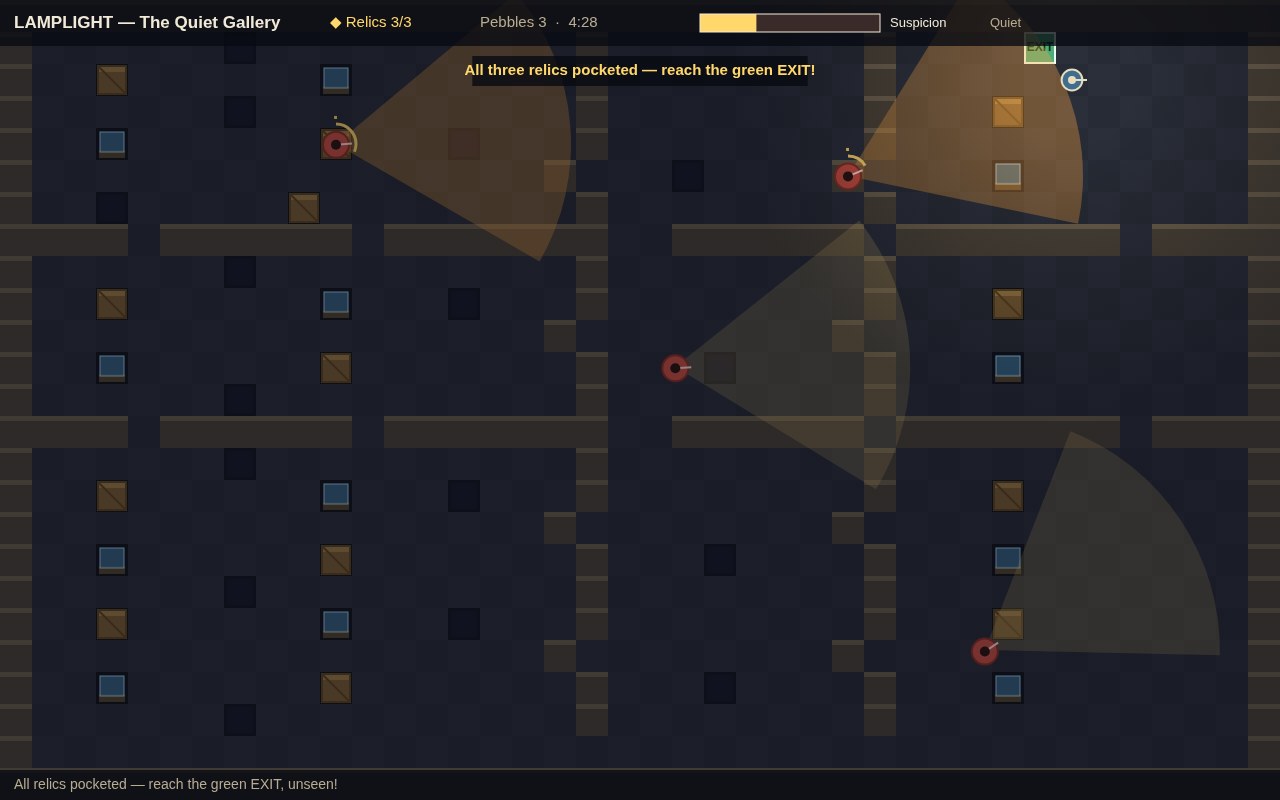 LAMPLIGHT — The Quiet Gallery
◆ Relics 3/3
Pebbles 3 · 4:28
Suspicion
Quiet
EXIT
All three relics pocketed — reach the green EXIT!
All relics pocketed — reach the green EXIT, unseen!